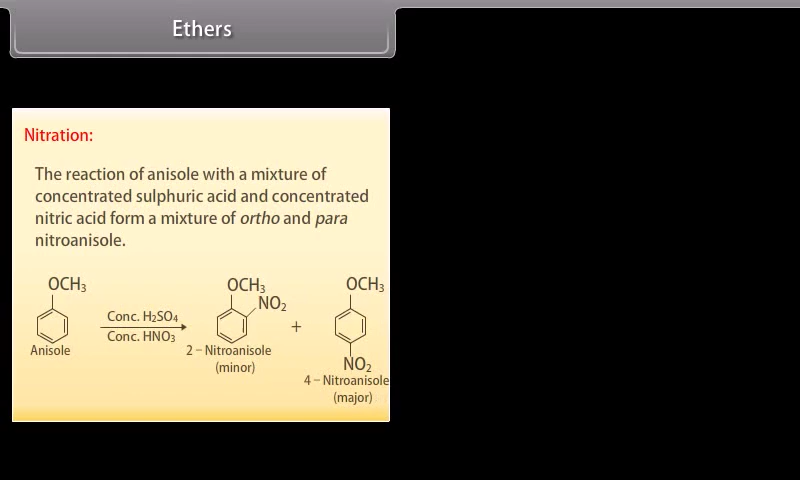 Ethers
Nitration:
The reaction of anisole with a mixture of
concentrated sulphuric acid and concentrated
nitric acid form a mixture of ortho and para
nitroanisole.
OCH₃ OCH₃ OCH₃
NO₂
Conc. H₂SO₄
+
Conc. HNO₃
Anisole 2 – Nitroanisole
(minor)
NO₂
4 – Nitroanisole
(major)